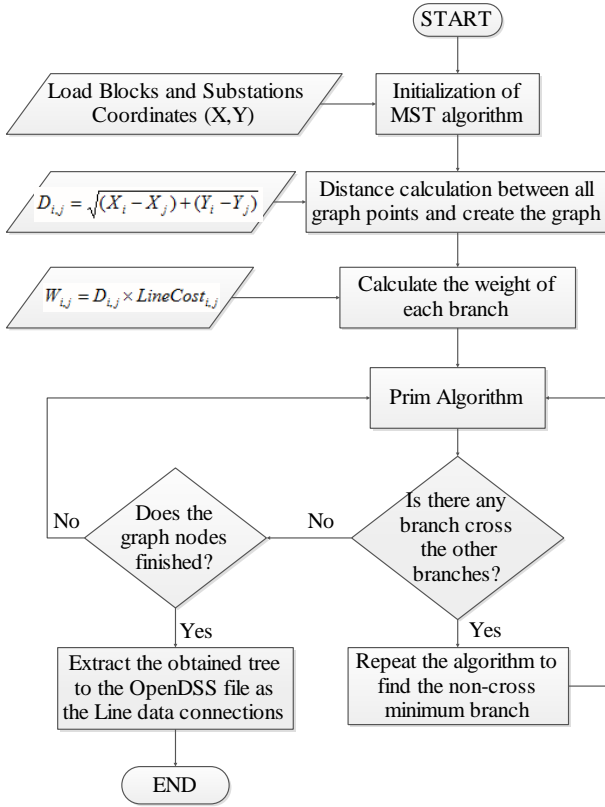 START
Load Blocks and Substations
Coordinates (X,Y)
Initialization of
MST algorithm
D_{i,j} = √(X_i − X_j) + (Y_i − Y_j)
Distance calculation between all
graph points and create the graph
W_{i,j} = D_{i,j} × LineCost_{i,j}
Calculate the weight of
each branch
Prim Algorithm
Is there any
branch cross
the other
branches?
No
Does the
graph nodes
finished?
No
Yes
Extract the obtained tree
to the OpenDSS file as
the Line data connections
Yes
Repeat the algorithm to
find the non-cross
minimum branch
END